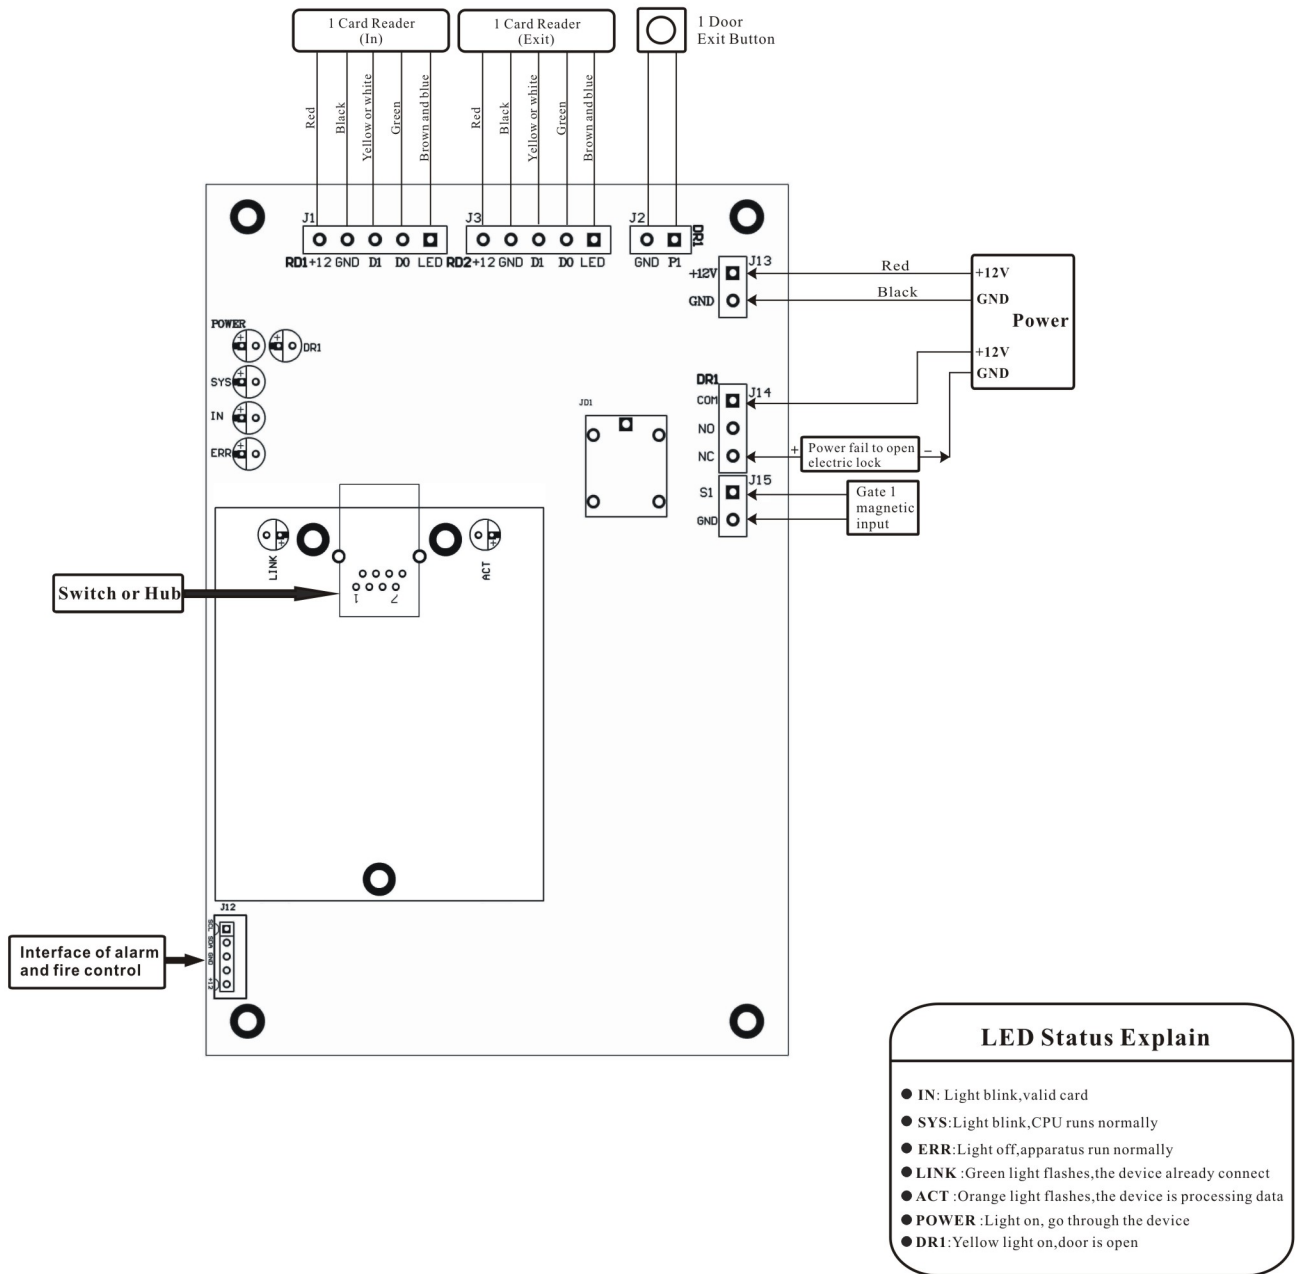 1 Card Reader
(In)
1 Card Reader
(Exit)
1 Door
Exit Button
Red
Black
Yellow or white
Green
Brown and blue
Red
Black
Yellow or white
Green
Brown and blue
J1
J3
J2
DR1
RD1+12 GND D1 D0 LED
RD2+12 GND D1 D0 LED
GND P1
J13
+12V
GND
Red
Black
+12V
GND
Power
+12V
GND
POWER
DR1
SYS
IN
ERR
JD1
DR1
J14
COM
NO
NC
+
Power fail to open
electric lock
–
J15
S1
GND
Gate 1
magnetic
input
LINK
ACT
1 7
Switch or Hub
J12
SCL SDA GND +12
Interface of alarm
and fire control
LED Status Explain
● IN: Light blink,valid card
● SYS:Light blink,CPU runs normally
● ERR:Light off,apparatus run normally
● LINK :Green light flashes,the device already connect
● ACT :Orange light flashes,the device is processing data
● POWER :Light on, go through the device
● DR1:Yellow light on,door is open